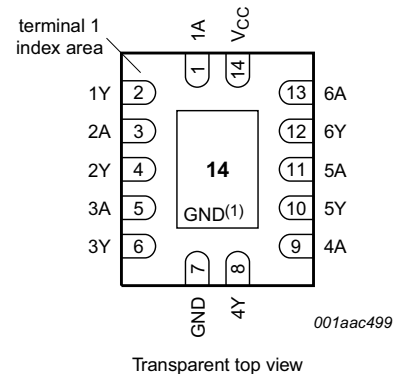 terminal 1
index area
1A
VCC
1
14
1Y 2
13 6A
2A 3
12 6Y
2Y 4
14
11 5A
3A 5
GND(1)
10 5Y
3Y 6
9 4A
7
8
GND
4Y
001aac499
Transparent top view